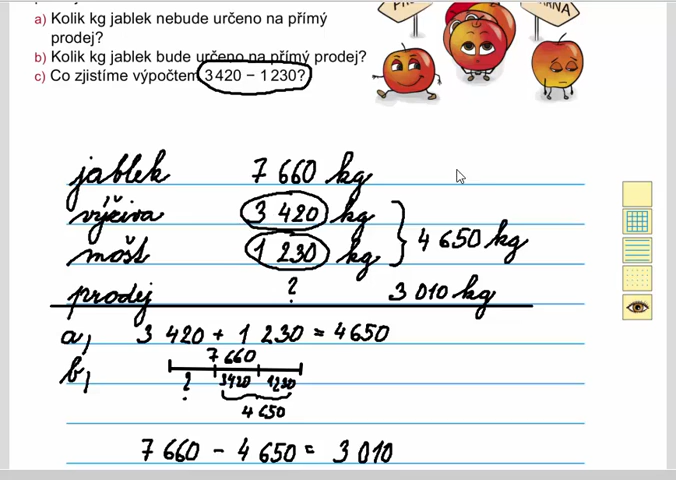 a) Kolik kg jablek nebude určeno na přímý
prodej?
b) Kolik kg jablek bude určeno na přímý prodej?
c) Co zjistíme výpočtem 3 420 – 1 230?
jablek 7 660 kg
výživa 3 420 kg
4 650 kg
mošt 1 230 kg
prodej ? 3 010 kg
a, 3 420 + 1 230 = 4650
7 660
b,
? 3420 1230
4 650
7 660 – 4 650 = 3 010